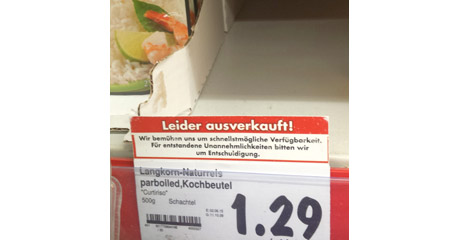 Leider ausverkauft!
Wir bemühen uns um schnellstmögliche Verfügbarkeit.
Für entstandene Unannehmlichkeiten bitten wir
um Entschuldigung.
Langkorn-Naturreis
parboiled,Kochbeutel
"Curtiriso"
500g Schachtel
1.29